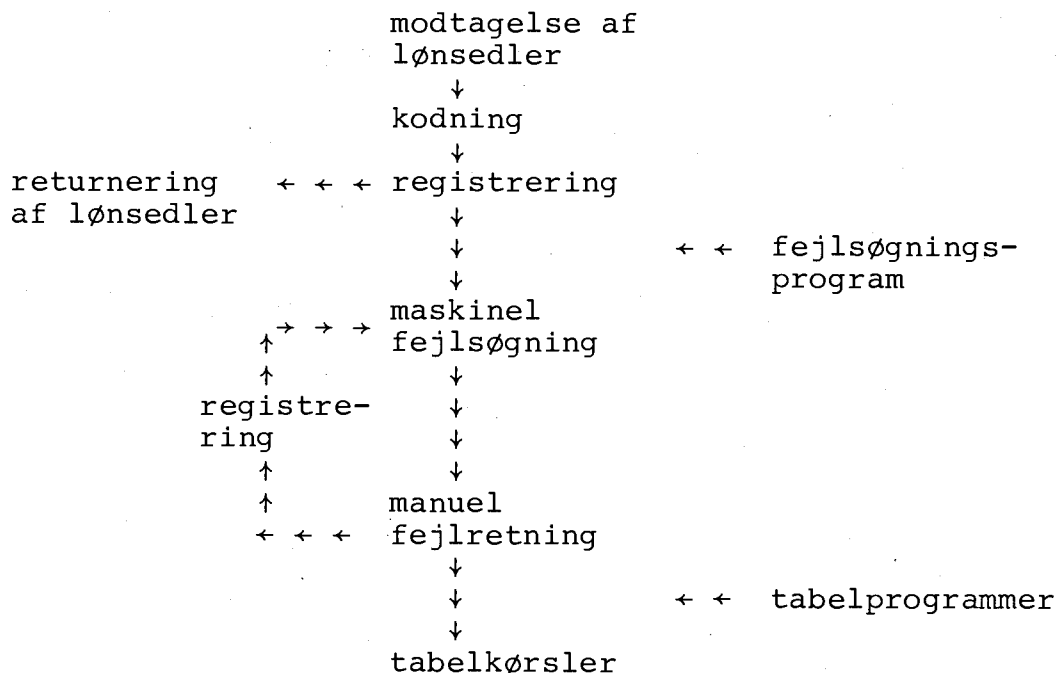 modtagelse af
lønsedler
↓
kodning
↓
returnering ← ← ← registrering
af lønsedler
↓
↓ ← ← fejlsøgnings-
program
↓
maskinel
→ → → fejlsøgning
↑
↑ ↓
registre- ↓
ring ↓
↑ ↓
↑ manuel
← ← ← fejlretning
↓
↓ ← ← tabelprogrammer
↓
tabelkørsler